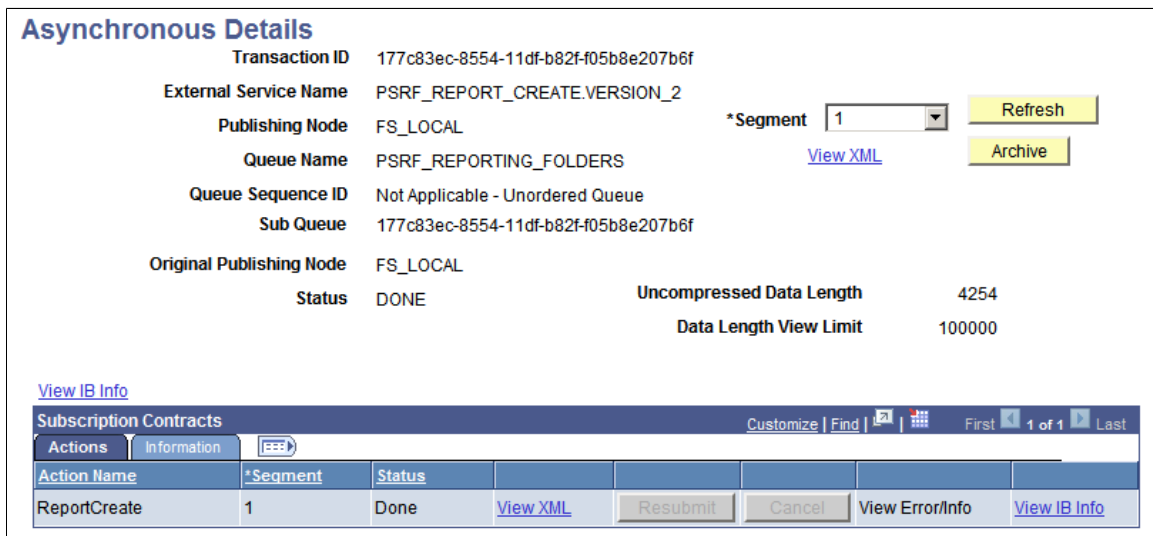 Asynchronous Details
Transaction ID 177c83ec-8554-11df-b82f-f05b8e207b6f
External Service Name PSRF_REPORT_CREATE.VERSION_2
Publishing Node FS_LOCAL *Segment 1 Refresh
Queue Name PSRF_REPORTING_FOLDERS View XML Archive
Queue Sequence ID Not Applicable - Unordered Queue
Sub Queue 177c83ec-8554-11df-b82f-f05b8e207b6f
Original Publishing Node FS_LOCAL
Status DONE Uncompressed Data Length 4254
Data Length View Limit 100000
View IB Info
Subscription Contracts Customize | Find | | First 1 of 1 Last
Actions Information
Action Name *Segment Status
ReportCreate 1 Done View XML Resubmit Cancel View Error/Info View IB Info